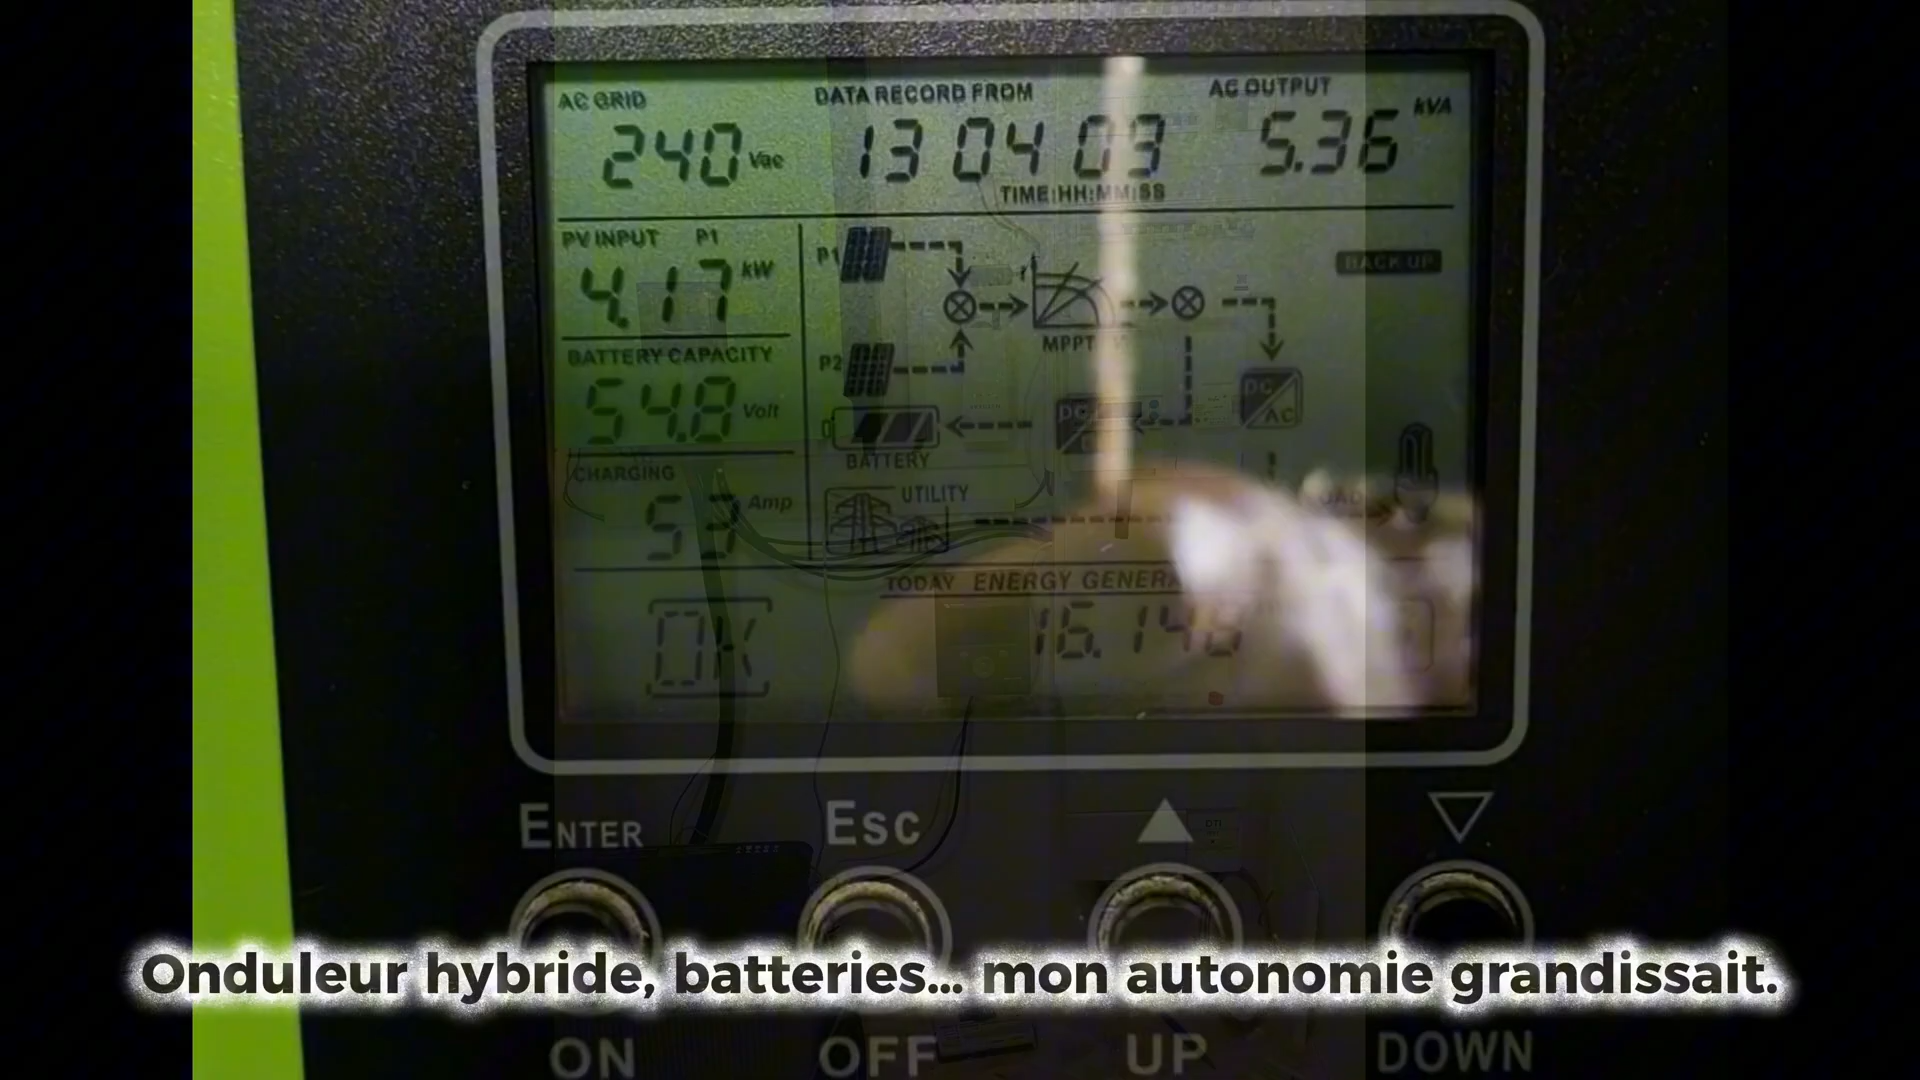 AC GRID
DATA RECORD FROM
AC OUTPUT
240 Vac
13 04 03
5.36 kVA
TIME:HH:MM:SS
PV INPUT P1
4.17 kW
P1
BACK UP
MPPT
BATTERY CAPACITY
54.8 Volt
P2
DC
DC
AC
BATTERY
CHARGING
53 Amp
UTILITY
TODAY ENERGY
OK
16.146
ENTER
ESC
Onduleur hybride, batteries... mon autonomie grandissait.
ON
OFF
UP
DOWN